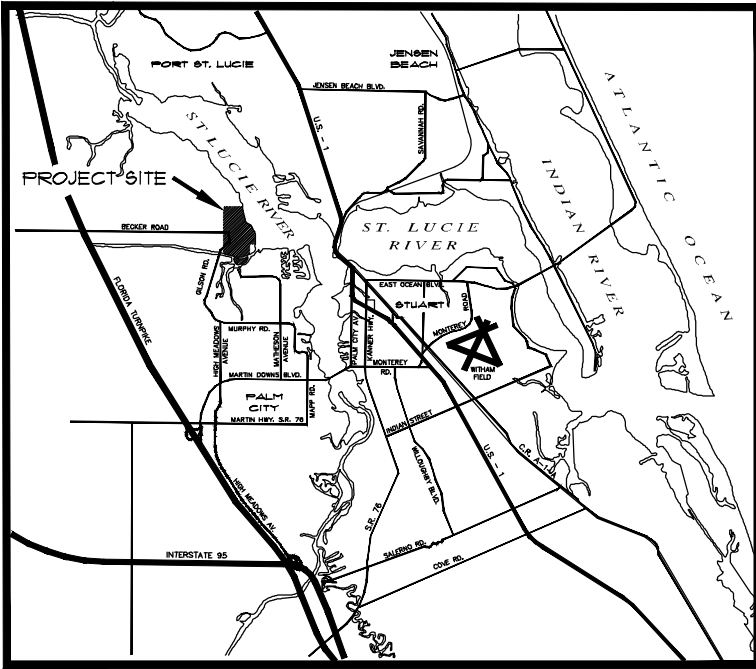 PORT ST. LUCIE
JENSEN
BEACH
JENSEN BEACH BLVD.
U.S. - 1
SAVANNAH RD.
ATLANTIC OCEAN
ST LUCIE RIVER
PROJECT SITE
INDIAN RIVER
ST. LUCIE
RIVER
BECKER ROAD
GILSON RD.
FLORIDA TURNPIKE
EAST OCEAN BLVD.
STUART
PALM CITY AV.
KANNER HWY.
MONTEREY
ROAD
HIGH MEADOWS
AVENUE
MURPHY RD.
MATHESON
AVENUE
MONTEREY
RD.
WITHAM
FIELD
MARTIN DOWNS BLVD.
PALM
CITY
MAPP RD.
MARTIN HWY. S.R. 76
INDIAN STREET
WILLOUGHBY BLVD.
U.S. - 1
C.R. A-1-A
HIGH MEADOWS AV.
S.R. 76
INTERSTATE 95
SALERNO RD.
COVE RD.